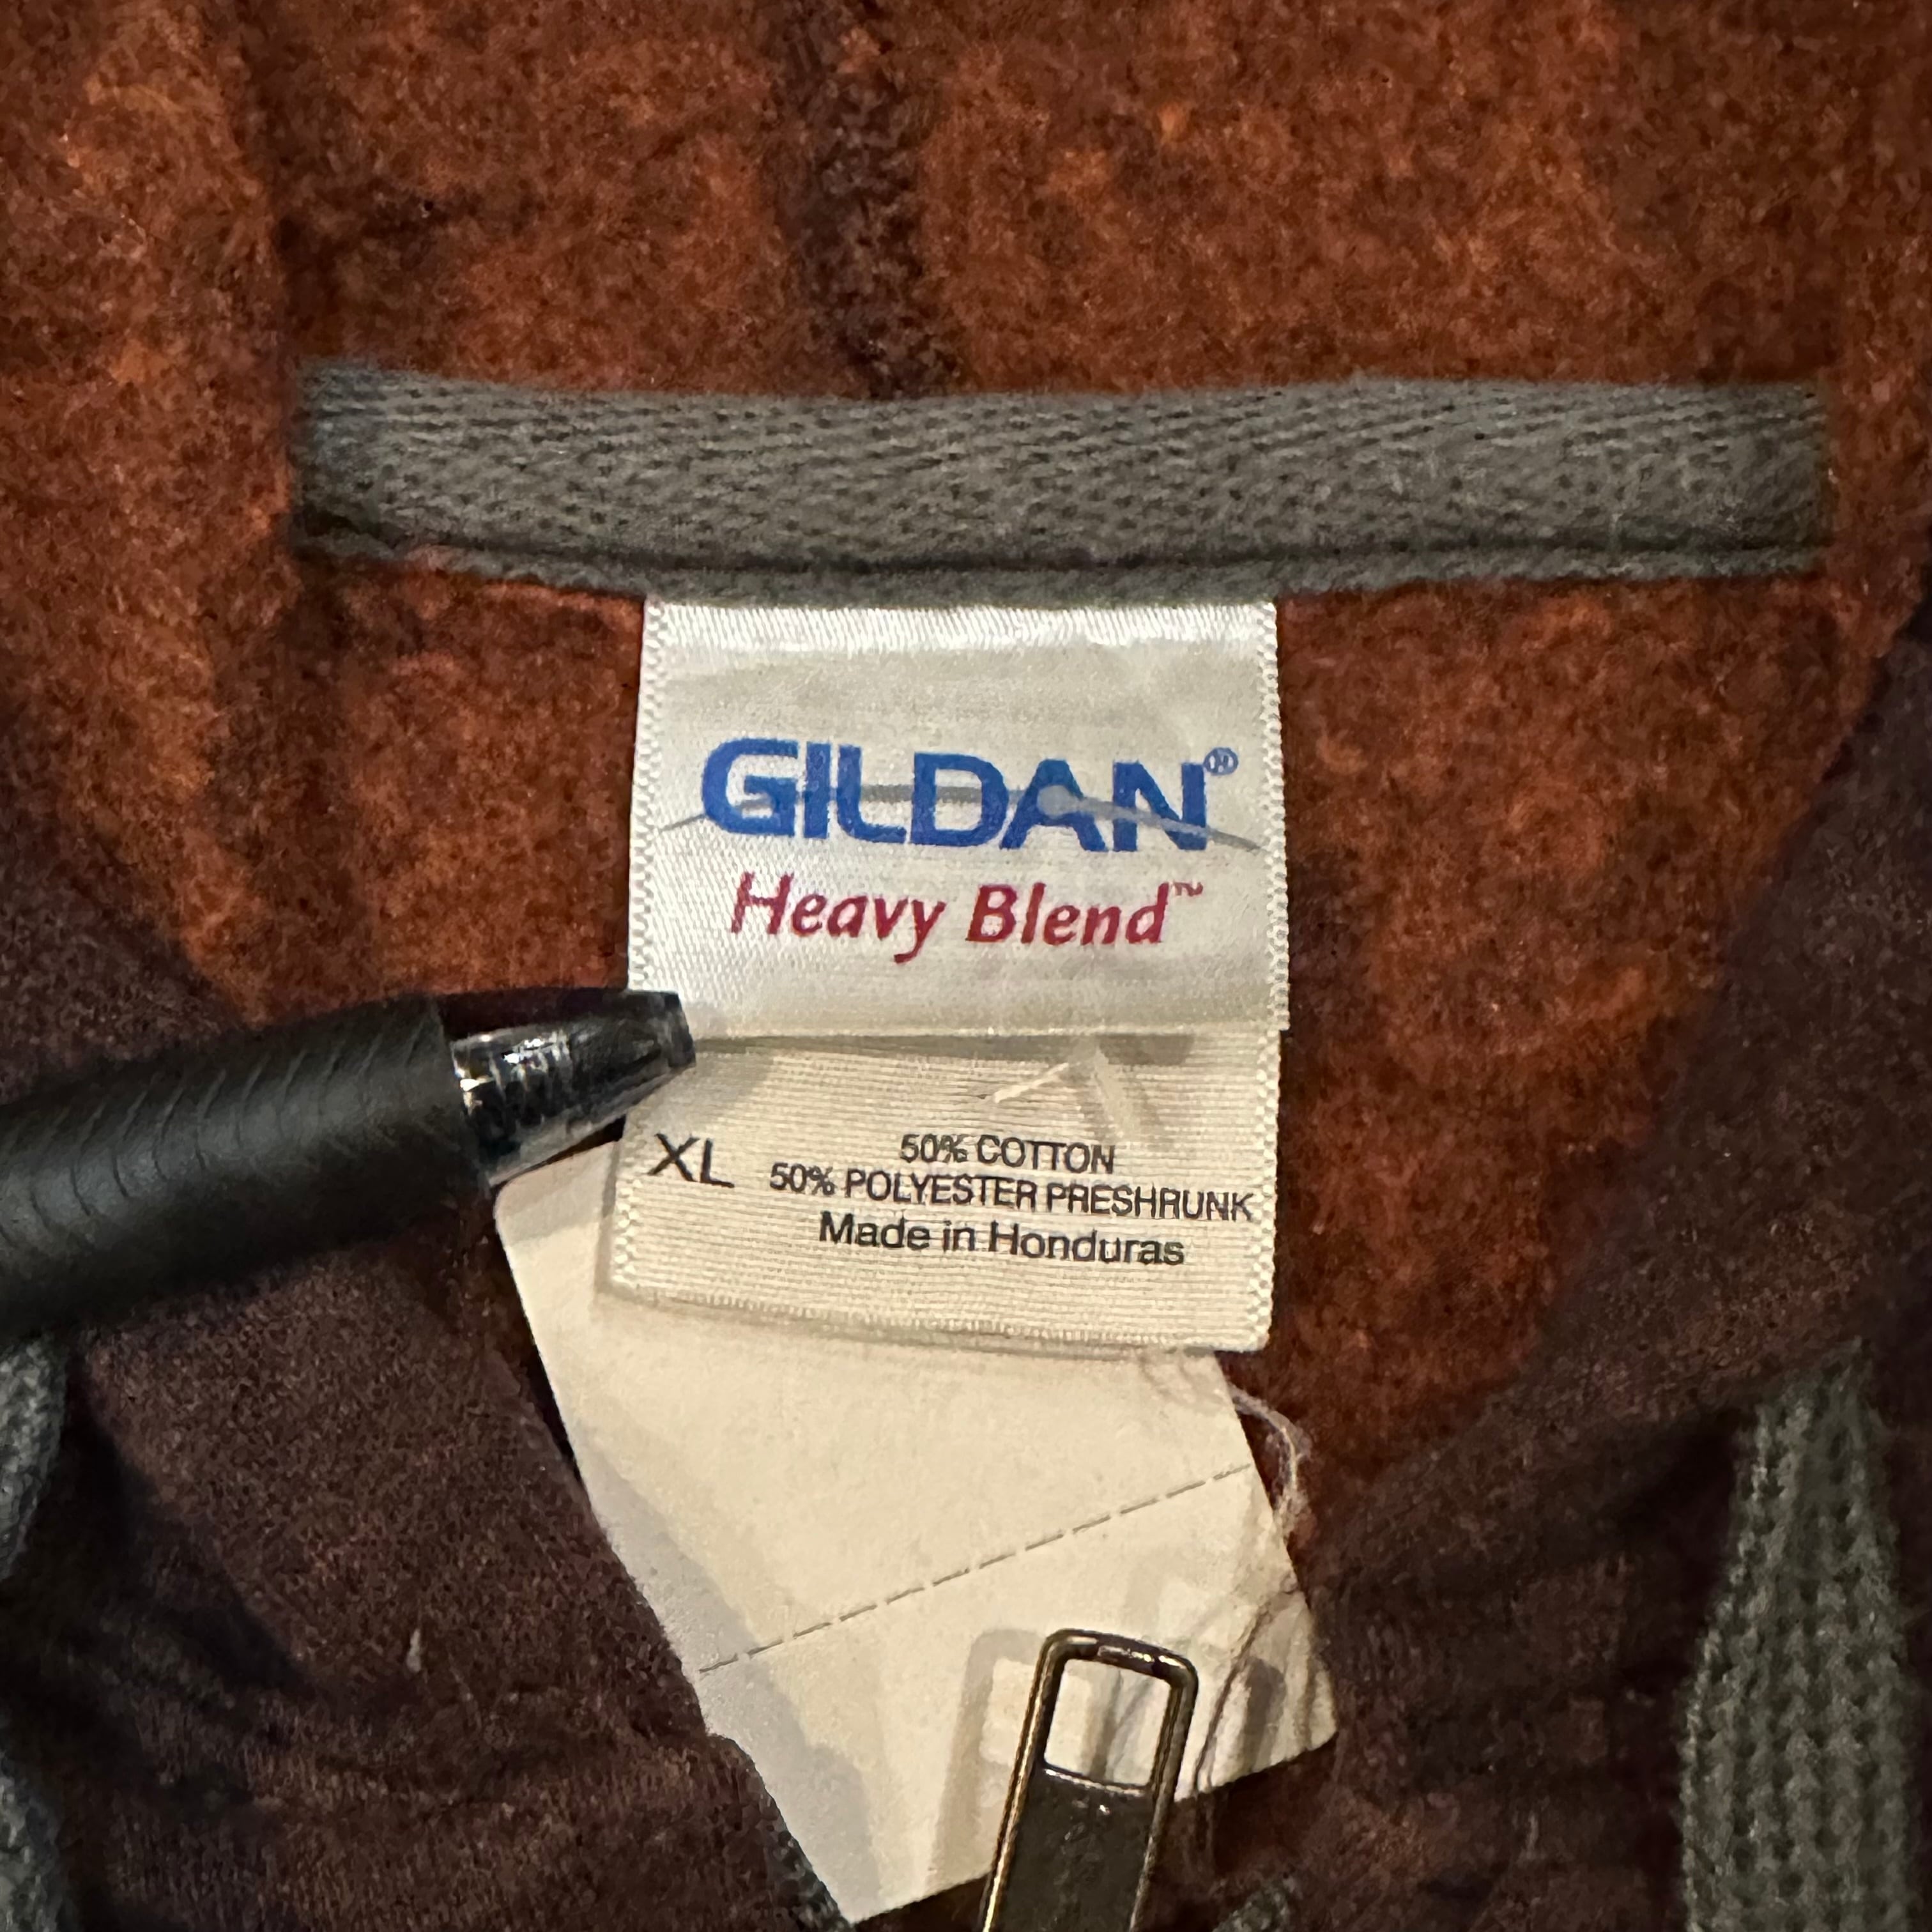 GILDAN®
Heavy Blend™
XL
50% COTTON
50% POLYESTER PRESHRUNK
Made in Honduras